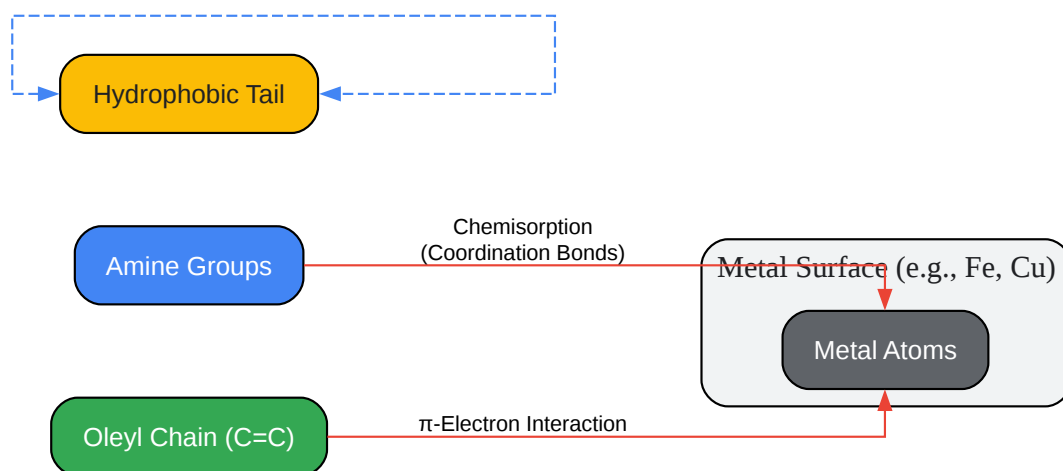 Hydrophobic Tail
Chemisorption
(Coordination Bonds)
Amine Groups
Metal Surface (e.g., Fe, Cu)
Metal Atoms
π-Electron Interaction
Oleyl Chain (C=C)